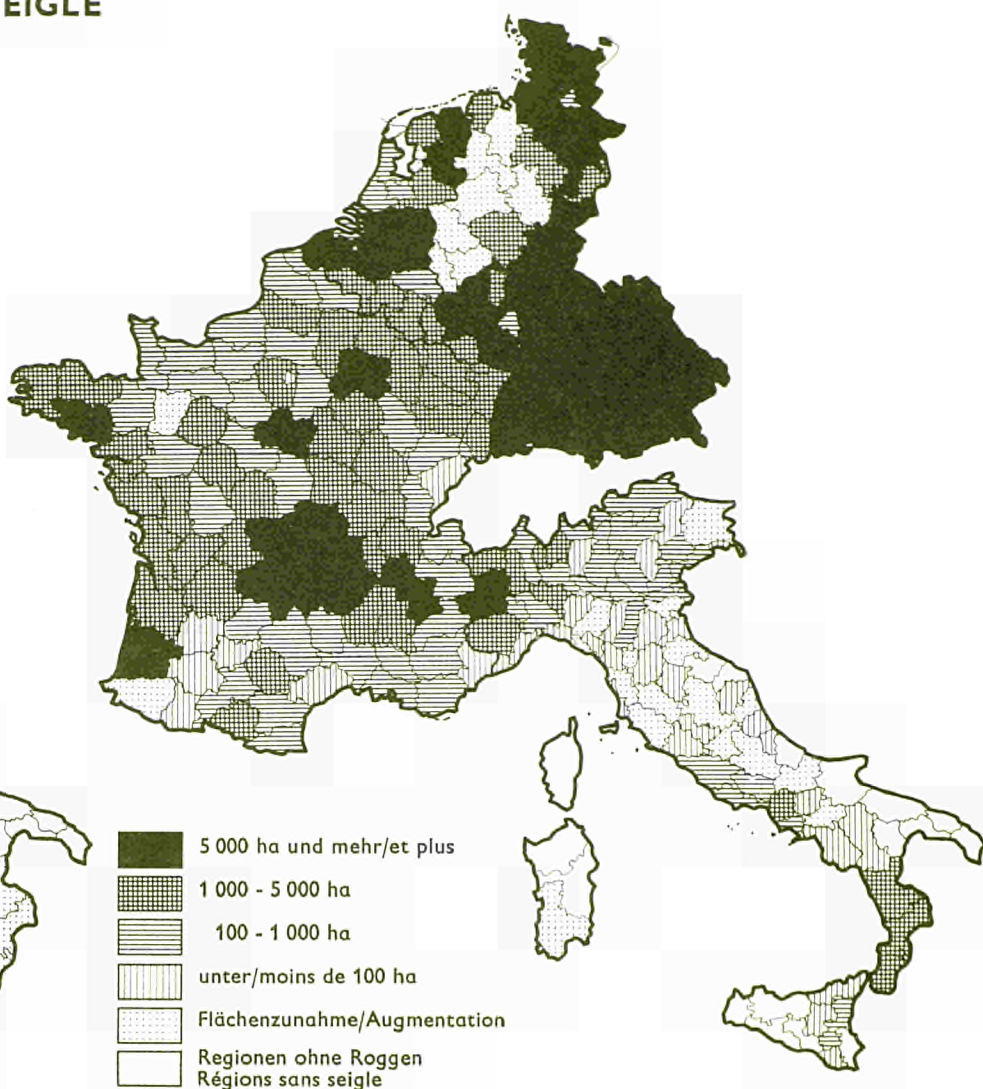 EIGLE
5 000 ha und mehr/et plus
1 000 - 5 000 ha
100 - 1 000 ha
unter/moins de 100 ha
Flächenzunahme/Augmentation
Regionen ohne Roggen
Régions sans seigle